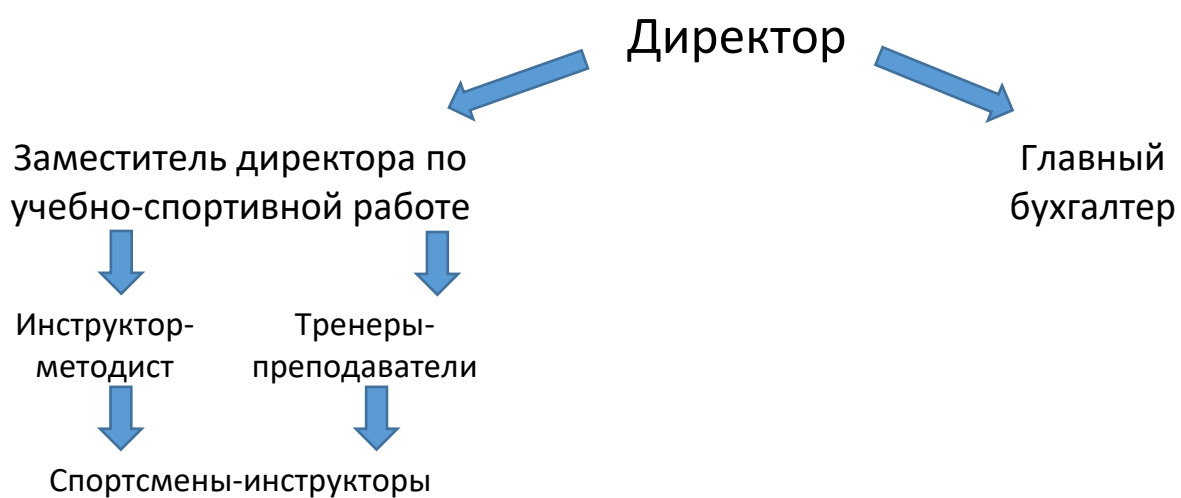 Директор
Заместитель директора по
учебно-спортивной работе
Главный
бухгалтер
Инструктор-
методист
Тренеры-
преподаватели
Спортсмены-инструкторы